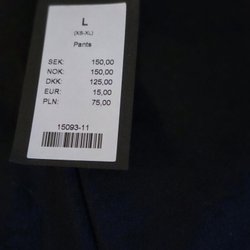 L
(XS-XL)
Pants
SEK: 150,00
NOK: 150,00
DKK: 125,00
EUR: 15,00
PLN: 75,00
15093-11